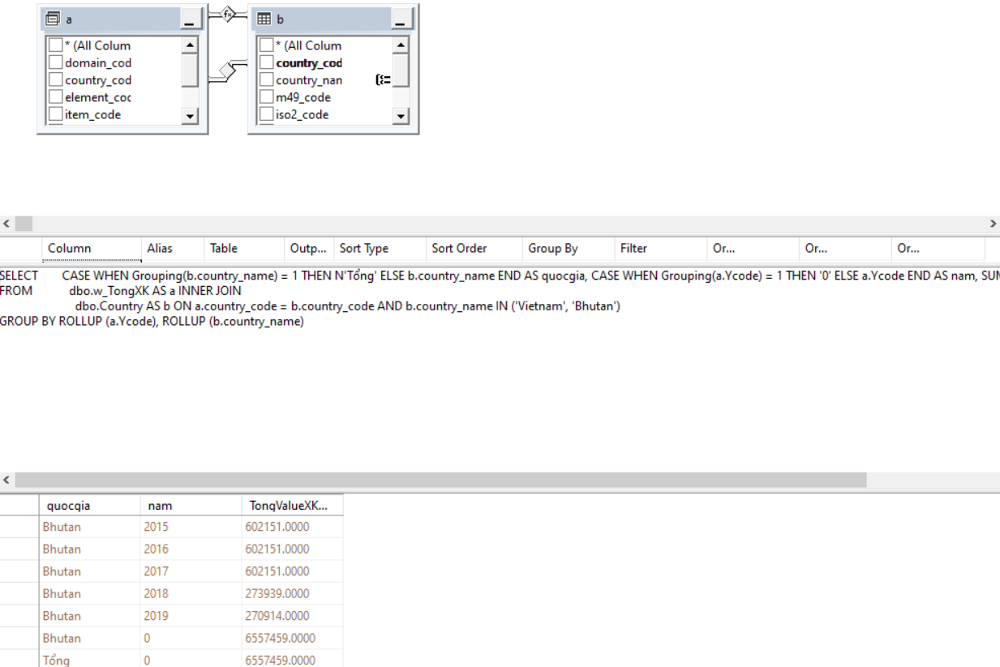 a
* (All Colum
domain_cod
country_cod
element_coc
item_code
b
* (All Colum
country_cod
country_nan
m49_code
iso2_code
Column Alias Table Outp... Sort Type Sort Order Group By Filter Or... Or... Or...
SELECT CASE WHEN Grouping(b.country_name) = 1 THEN N'Tổng' ELSE b.country_name END AS quocgia, CASE WHEN Grouping(a.Ycode) = 1 THEN '0' ELSE a.Ycode END AS nam, SUM
FROM dbo.w_TongXK AS a INNER JOIN
dbo.Country AS b ON a.country_code = b.country_code AND b.country_name IN ('Vietnam', 'Bhutan')
GROUP BY ROLLUP (a.Ycode), ROLLUP (b.country_name)
quocgia nam TongValueXK...
Bhutan 2015 602151.0000
Bhutan 2016 602151.0000
Bhutan 2017 602151.0000
Bhutan 2018 273939.0000
Bhutan 2019 270914.0000
Bhutan 0 6557459.0000
Tổng 0 6557459.0000